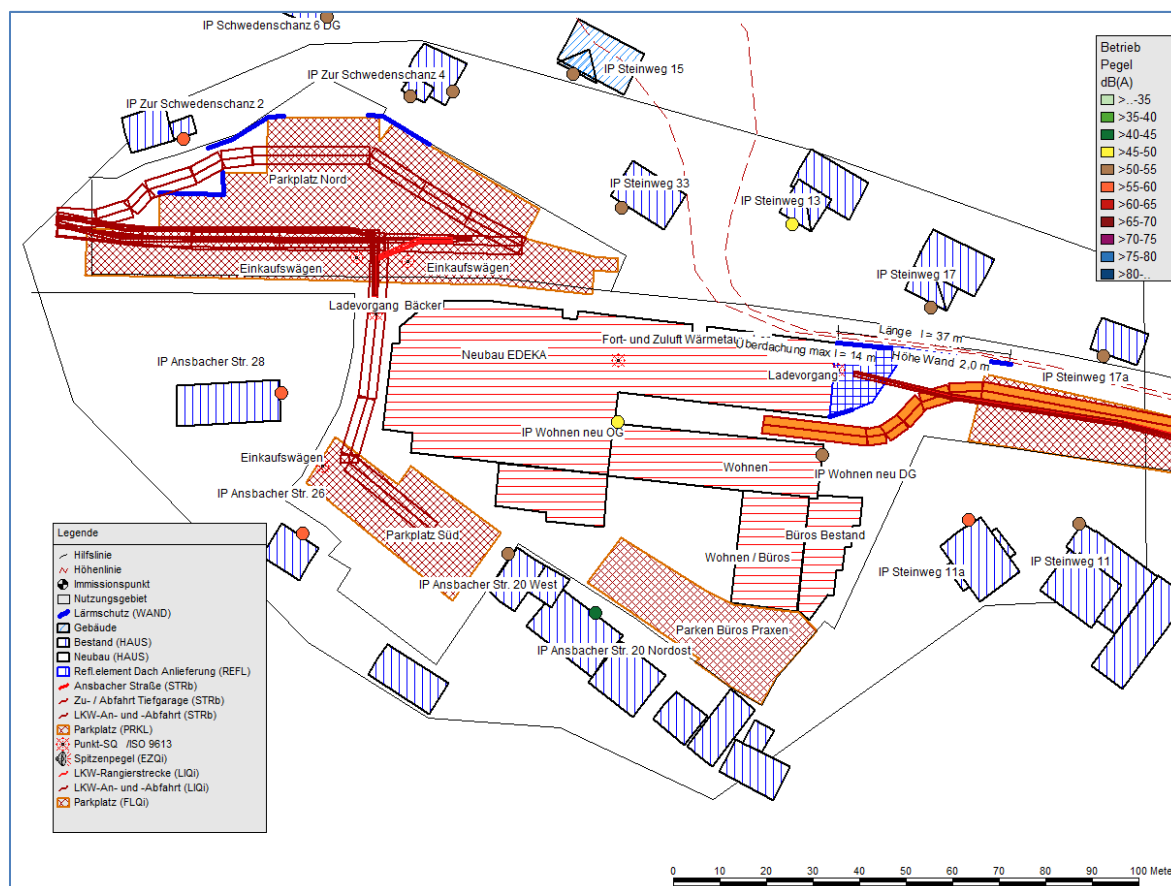 IP Schwedenschanz 6 DG
IP Zur Schwedenschanz 4
IP Steinweg 15
IP Zur Schwedenschanz 2
Betrieb
Pegel
dB(A)
>..-35
>35-40
>40-45
>45-50
>50-55
>55-60
>60-65
>65-70
>70-75
>75-80
>80-..
Parkplatz Nord
IP Steinweg 33
IP Steinweg 13
Einkaufswägen
Einkaufswägen
IP Steinweg 17
Ladevorgang Bäcker
Länge l = 37 m
Fort- und Zuluft Wärmetau
Überdachung max l = 14 m
Höhe Wand 2,0 m
Neubau EDEKA
IP Ansbacher Str. 28
Ladevorgang
IP Steinweg 17a
IP Wohnen neu OG
Einkaufswägen
Wohnen
IP Wohnen neu DG
IP Ansbacher Str. 26
Parkplatz Süd
Büros Bestand
Wohnen / Büros
IP Steinweg 11a
IP Steinweg 11
IP Ansbacher Str. 20 West
Parken Büros Praxen
IP Ansbacher Str. 20 Nordost
Legende
Hilfslinie
Höhenlinie
Immissionspunkt
Nutzungsgebiet
Lärmschutz (WAND)
Gebäude
Bestand (HAUS)
Neubau (HAUS)
Refl.element Dach Anlieferung (REFL)
Ansbacher Straße (STRb)
Zu- / Abfahrt Tiefgarage (STRb)
LKW-An- und -Abfahrt (STRb)
Parkplatz (PRKL)
Punkt-SQ /ISO 9613
Spitzenpegel (EZQi)
LKW-Rangierstrecke (LIQi)
LKW-An- und -Abfahrt (LIQi)
Parkplatz (FLQi)
0 10 20 30 40 50 60 70 80 90 100 Mete